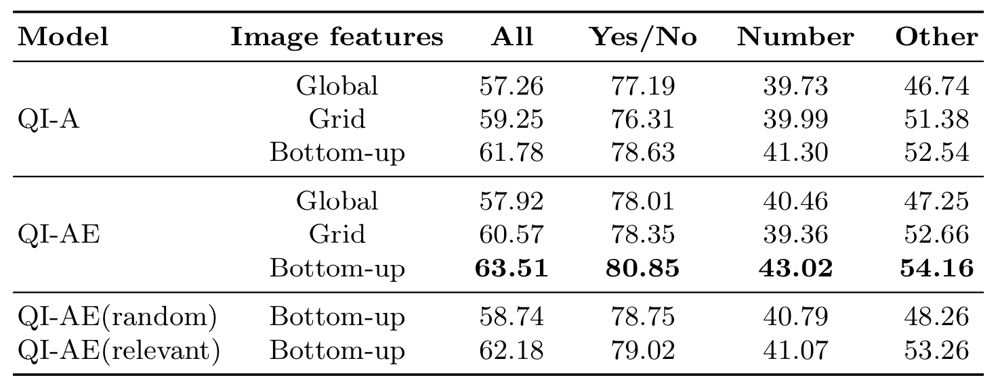 Model Image features All Yes/No Number Other
Global 57.26 77.19 39.73 46.74
QI-A Grid 59.25 76.31 39.99 51.38
Bottom-up 61.78 78.63 41.30 52.54
Global 57.92 78.01 40.46 47.25
QI-AE Grid 60.57 78.35 39.36 52.66
Bottom-up 63.51 80.85 43.02 54.16
QI-AE(random) Bottom-up 58.74 78.75 40.79 48.26
QI-AE(relevant) Bottom-up 62.18 79.02 41.07 53.26